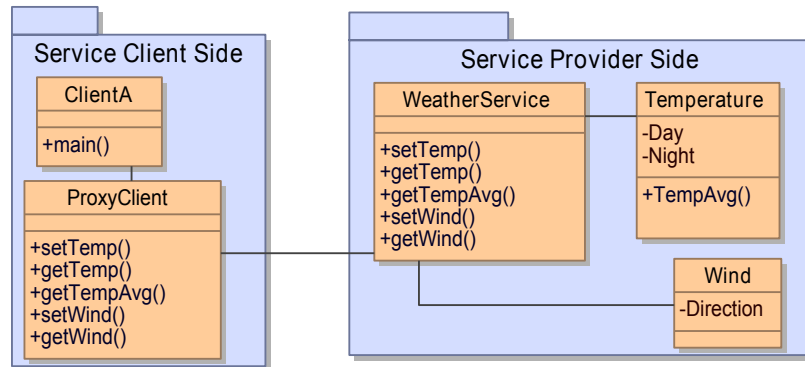 Service Client Side
ClientA
+main()
ProxyClient
+setTemp()
+getTemp()
+getTempAvg()
+setWind()
+getWind()
Service Provider Side
WeatherService
+setTemp()
+getTemp()
+getTempAvg()
+setWind()
+getWind()
Temperature
-Day
-Night
+TempAvg()
Wind
-Direction